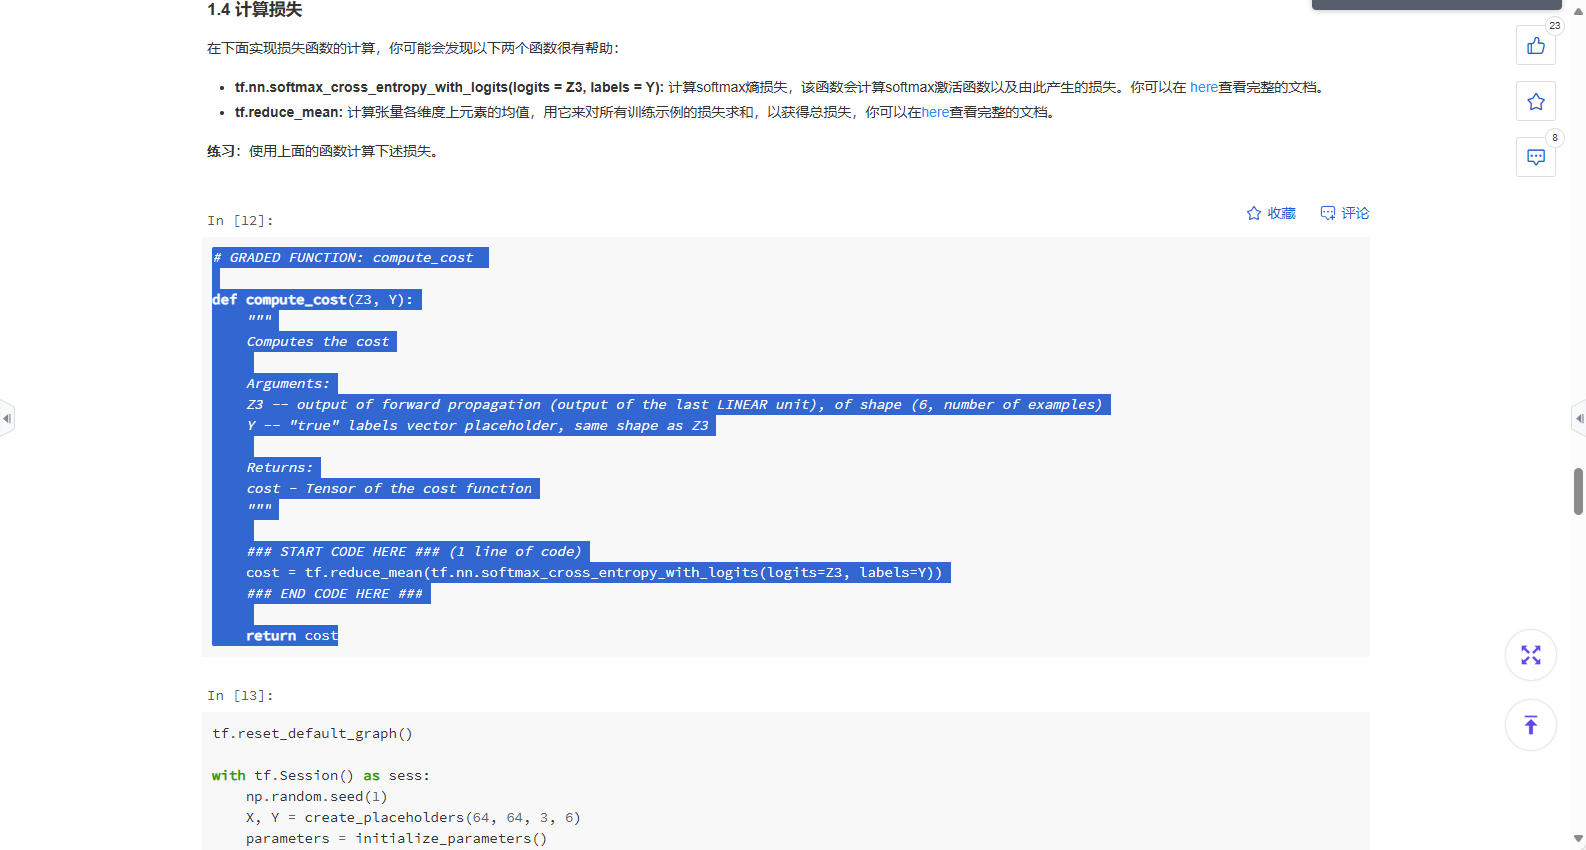 1.4 计算损失
在下面实现损失函数的计算，你可能会发现以下两个函数很有帮助：
• tf.nn.softmax_cross_entropy_with_logits(logits = Z3, labels = Y): 计算softmax熵损失，该函数会计算softmax激活函数以及由此产生的损失。你可以在 here查看完整的文档。
• tf.reduce_mean: 计算张量各维度上元素的均值，用它来对所有训练示例的损失求和，以获得总损失，你可以在here查看完整的文档。
练习：使用上面的函数计算下述损失。
23
8
收藏 评论
In [12]:
# GRADED FUNCTION: compute_cost
def compute_cost(Z3, Y):
"""
Computes the cost
Arguments:
Z3 -- output of forward propagation (output of the last LINEAR unit), of shape (6, number of examples)
Y -- "true" labels vector placeholder, same shape as Z3
Returns:
cost - Tensor of the cost function
"""
### START CODE HERE ### (1 line of code)
cost = tf.reduce_mean(tf.nn.softmax_cross_entropy_with_logits(logits=Z3, labels=Y))
### END CODE HERE ###
return cost
In [13]:
tf.reset_default_graph()
with tf.Session() as sess:
np.random.seed(1)
X, Y = create_placeholders(64, 64, 3, 6)
parameters = initialize_parameters()